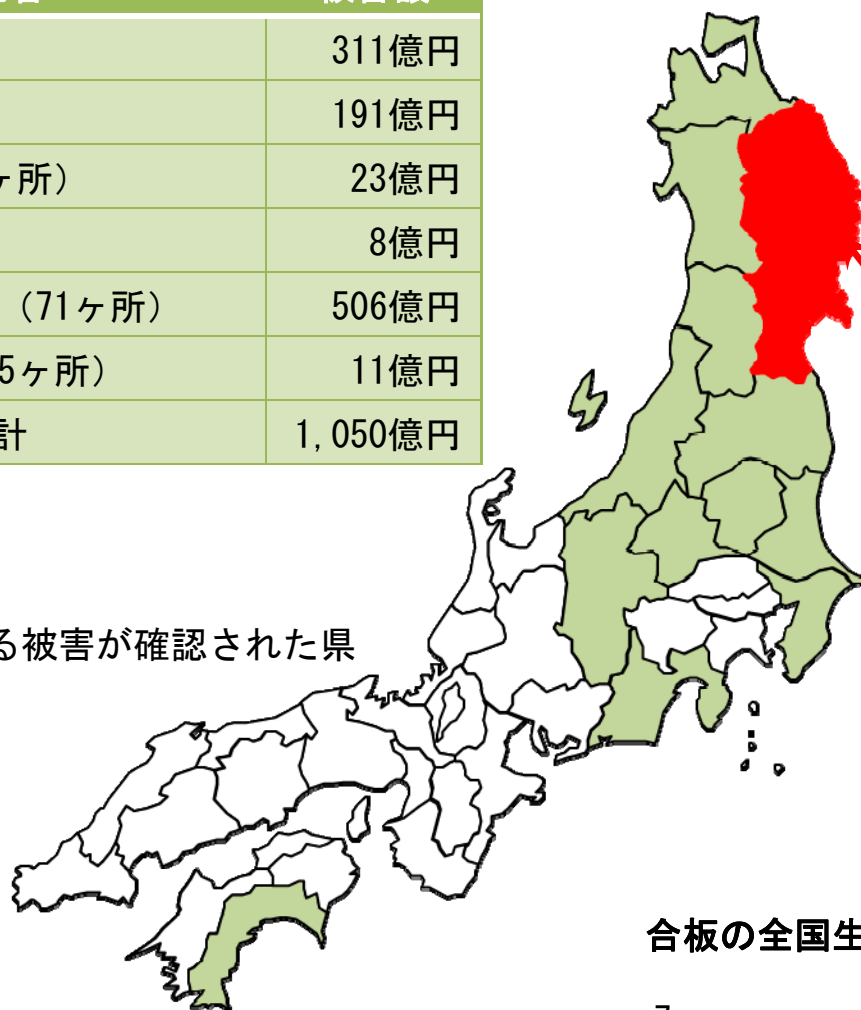 311億円
191億円
ヶ所） 23億円
8億円
（71ヶ所） 506億円
5ヶ所） 11億円
計 1,050億円
る被害が確認された県
合板の全国生